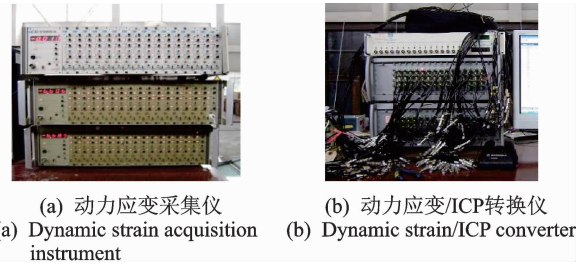 (a) 动力应变采集仪
(a) Dynamic strain acquisition
instrument
(b) 动力应变/ICP转换仪
(b) Dynamic strain/ICP converter